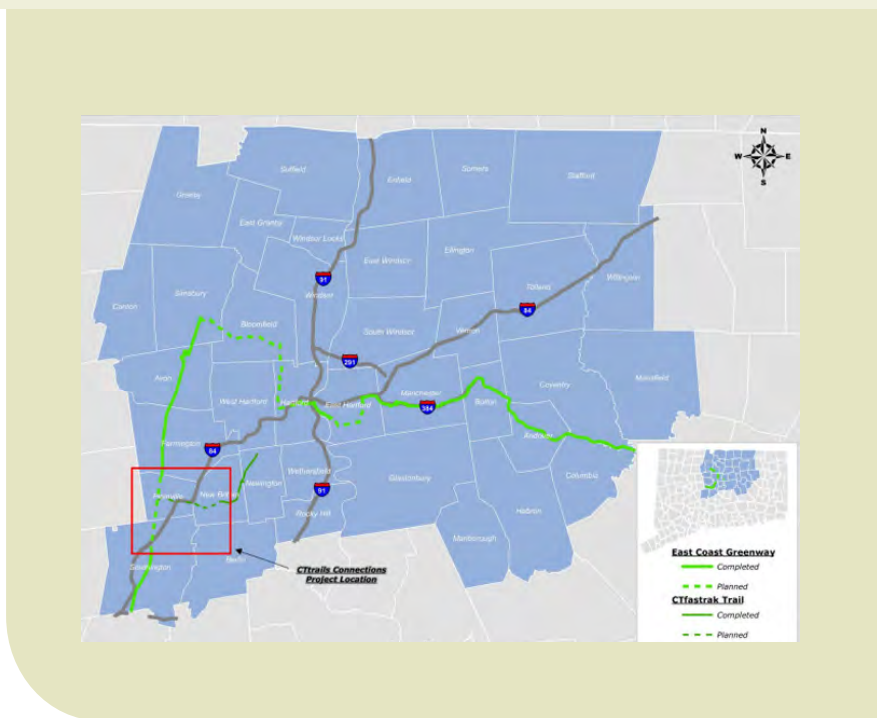 N
W E
S
Suffield
Enfield
Somers
Stafford
Granby
East Granby
Windsor Locks
East Windsor
Ellington
Willington
Tolland
Canton
Simsbury
91
Windsor
84
Bloomfield
South Windsor
Vernon
291
Avon
Mansfield
Coventry
West Hartford
Hartford
East Hartford
Manchester
384
Bolton
Andover
Farmington
84
Wethersfield
Newington
Glastonbury
Columbia
91
Rocky Hill
Plainville
New Britain
Hebron
Marlborough
Southington
Berlin
CTtrails Connections
Project Location
East Coast Greenway
Completed
Planned
CTfastrak Trail
Completed
Planned